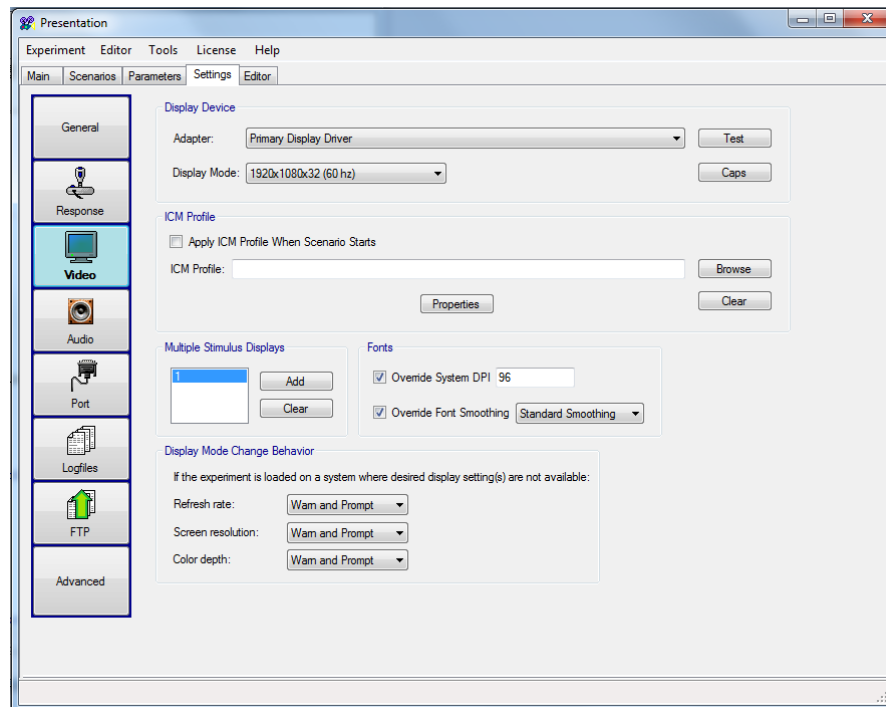 Presentation
Experiment Editor Tools License Help
Main Scenarios Parameters Settings Editor
General
Response
Video
Audio
Port
Logfiles
FTP
Advanced
Display Device
Adapter: Primary Display Driver Test
Display Mode: 1920x1080x32 (60 hz) Caps
ICM Profile
Apply ICM Profile When Scenario Starts
ICM Profile: Browse
Properties Clear
Multiple Stimulus Displays
1
Add
Clear
Fonts
Override System DPI 96
Override Font Smoothing Standard Smoothing
Display Mode Change Behavior
If the experiment is loaded on a system where desired display setting(s) are not available:
Refresh rate: Warn and Prompt
Screen resolution: Warn and Prompt
Color depth: Warn and Prompt